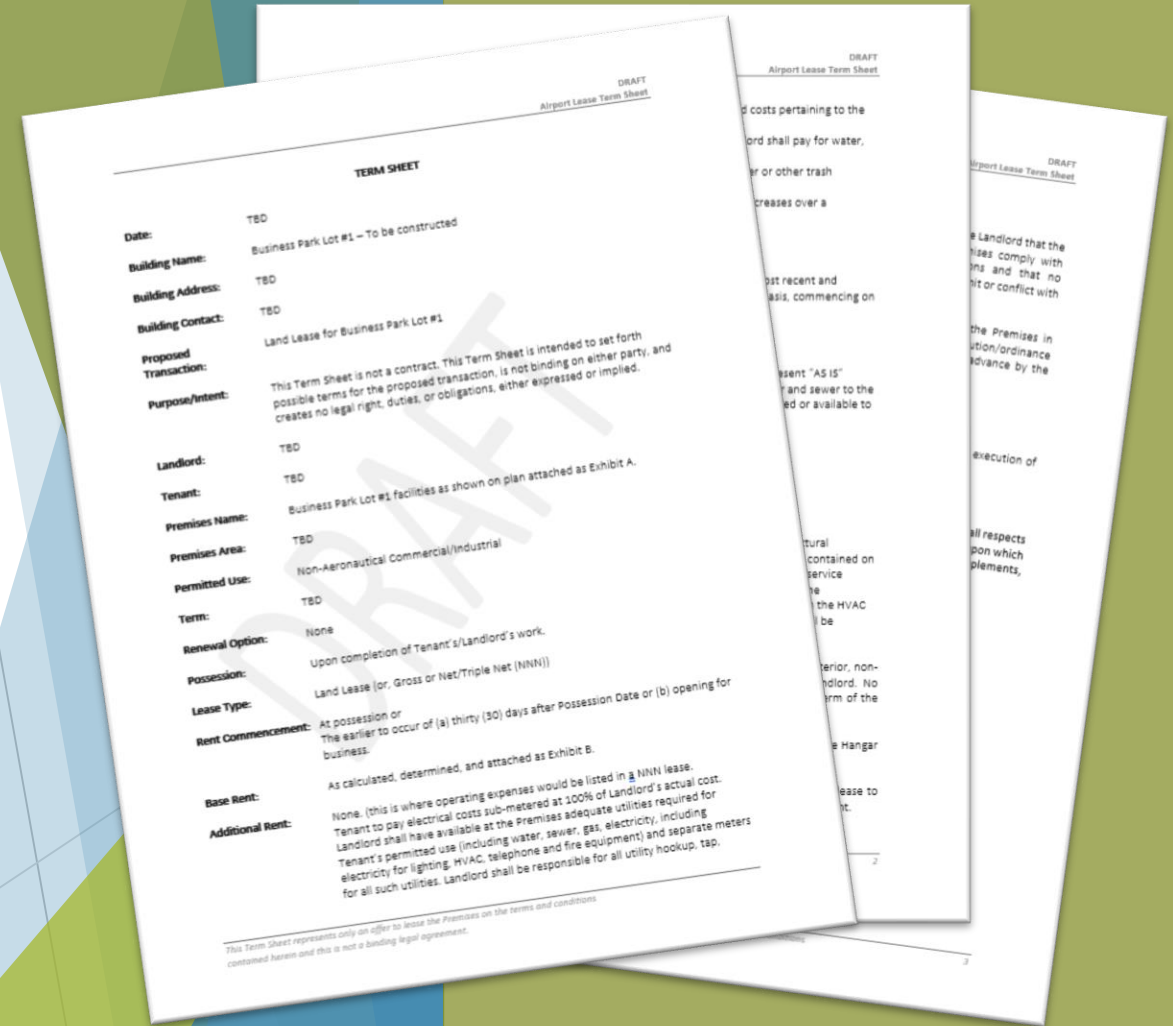 DRAFT
Airport Lease Term Sheet
TERM SHEET
Date: TBD
Building Name: Business Park Lot #1 – To be constructed
Building Address: TBD
Building Contact: TBD
Proposed Transaction: Land Lease for Business Park Lot #1
Purpose/Intent: This Term Sheet is not a contract. This Term Sheet is intended to set forth
possible terms for the proposed transaction, is not binding on either party, and
creates no legal right, duties, or obligations, either expressed or implied.
Landlord: TBD
Tenant: TBD
Premises Name: Business Park Lot #1 facilities as shown on plan attached as Exhibit A.
Premises Area: TBD
Permitted Use: Non-Aeronautical Commercial/Industrial
Term: TBD
Renewal Option: None
Possession: Upon completion of Tenant's/Landlord's work.
Lease Type: Land Lease (or, Gross or Net/Triple Net (NNN))
Rent Commencement: At possession or
The earlier to occur of (a) thirty (30) days after Possession Date or (b) opening for
business.
Base Rent: As calculated, determined, and attached as Exhibit B.
Additional Rent: None. (this is where operating expenses would be listed in a NNN lease.
Tenant to pay electrical costs sub-metered at 100% of Landlord's actual cost.
Landlord shall have available at the Premises adequate utilities required for
Tenant's permitted use (including water, sewer, gas, electricity, including
electricity for lighting, HVAC, telephone and fire equipment) and separate meters
for all such utilities. Landlord shall be responsible for all utility hookup, tap,
This Term Sheet represents only an offer to lease the Premises on the terms and conditions
contained herein and this is not a binding legal agreement.
DRAFT
DRAFT
Airport Lease Term Sheet
d costs pertaining to the
ord shall pay for water,
er or other trash
creases over a
ost recent and
asis, commencing on
esent "AS IS"
and sewer to the
ed or available to
tural
contained on
service
he
the HVAC
l be
terior, non-
ndlord. No
erm of the
e Hangar
ease to
nt.
2
DRAFT
Airport Lease Term Sheet
e Landlord that the
mises comply with
ons and that no
nit or conflict with
the Premises in
ution/ordinance
advance by the
execution of
all respects
pon which
plements,
3